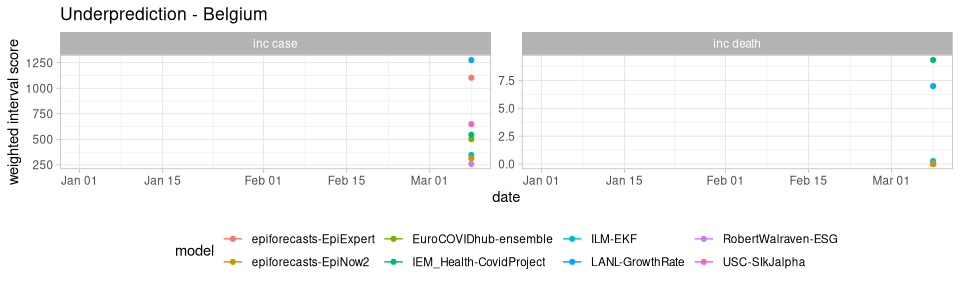 Underprediction - Belgium
inc case
inc death
weighted interval score
1250
1000
750
500
250
7.5
5.0
2.5
0.0
Jan 01 Jan 15 Feb 01 Feb 15 Mar 01
Jan 01 Jan 15 Feb 01 Feb 15 Mar 01
date
model
epiforecasts-EpiExpert EuroCOVIDhub-ensemble ILM-EKF RobertWalraven-ESG
epiforecasts-EpiNow2 IEM_Health-CovidProject LANL-GrowthRate USC-SIkJalpha